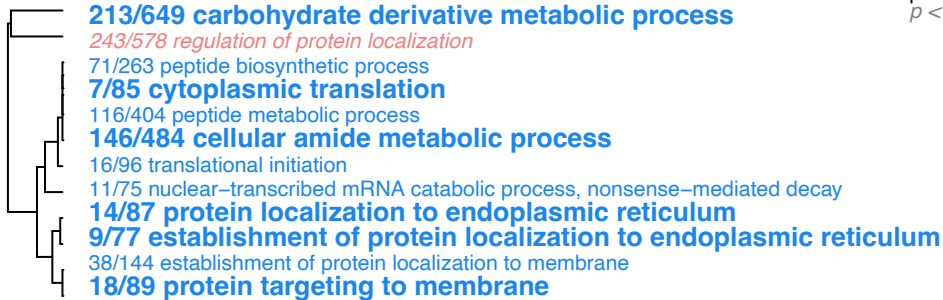 213/649 carbohydrate derivative metabolic process
p <
243/578 regulation of protein localization
71/263 peptide biosynthetic process
7/85 cytoplasmic translation
116/404 peptide metabolic process
146/484 cellular amide metabolic process
16/96 translational initiation
11/75 nuclear−transcribed mRNA catabolic process, nonsense−mediated decay
14/87 protein localization to endoplasmic reticulum
9/77 establishment of protein localization to endoplasmic reticulum
38/144 establishment of protein localization to membrane
18/89 protein targeting to membrane